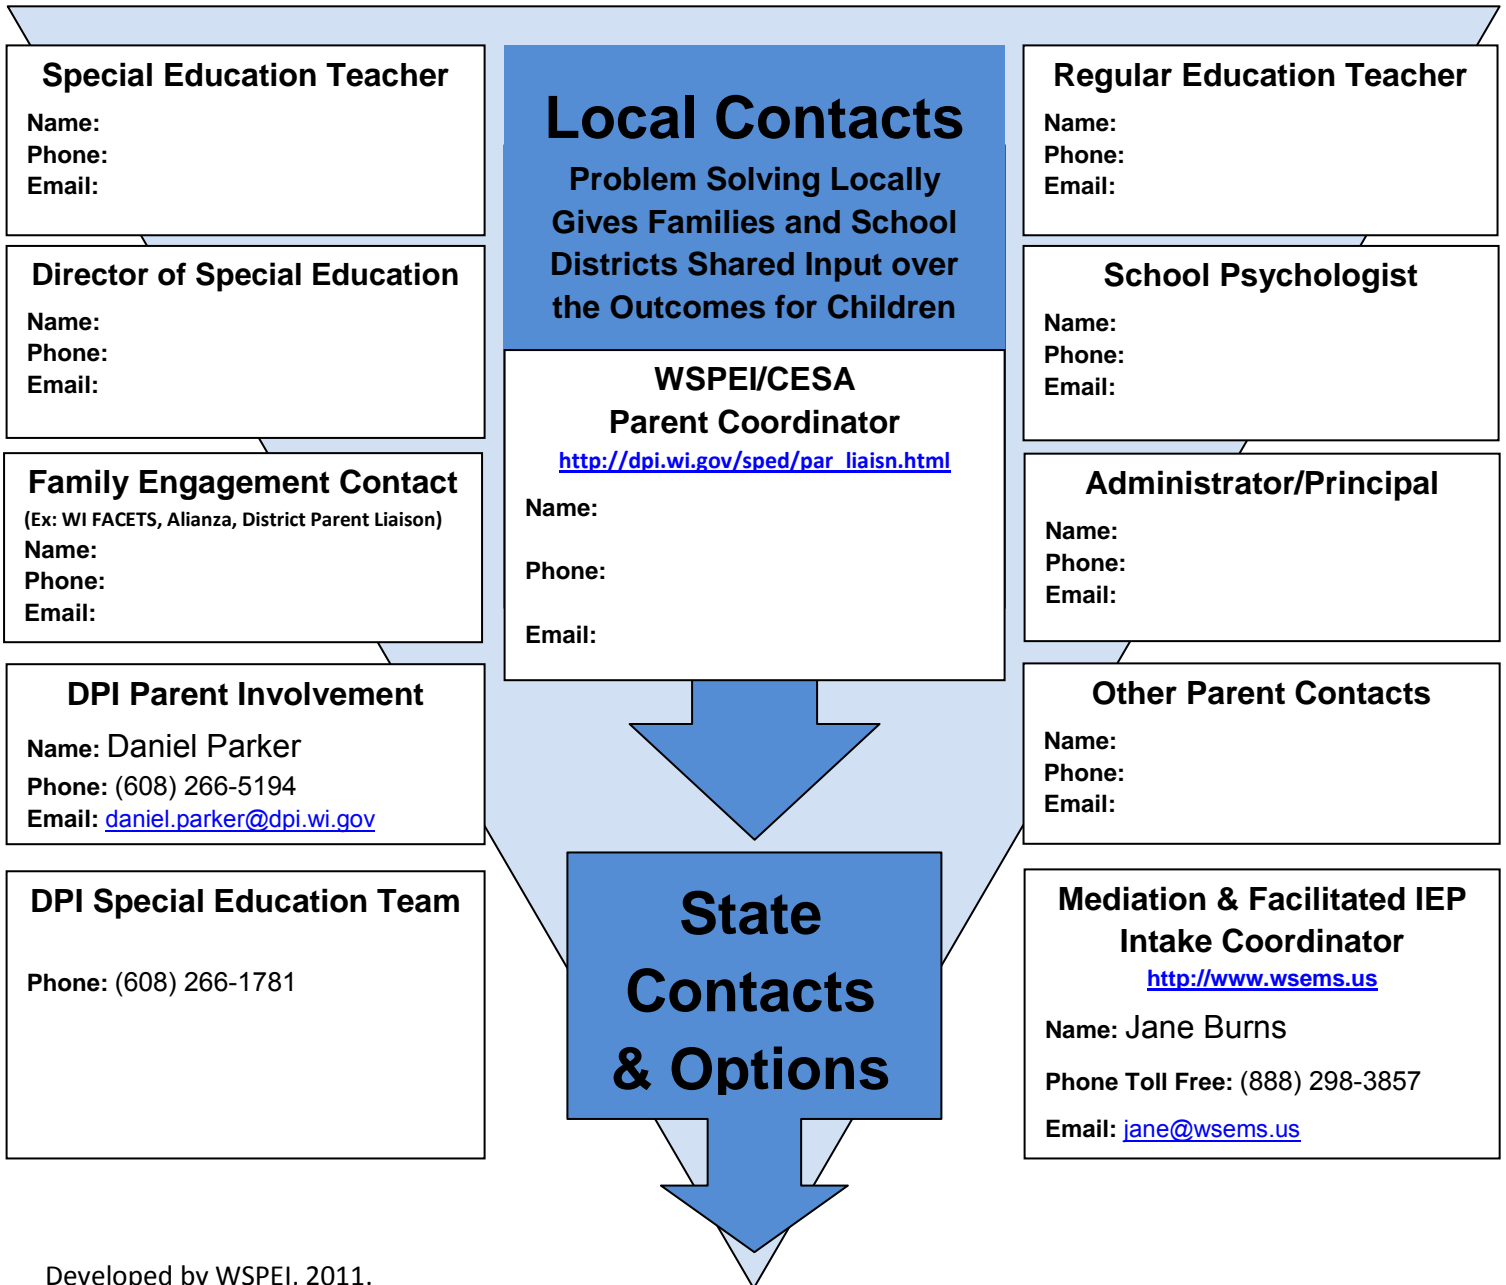 Special Education Teacher
Name:
Phone:
Email:
Director of Special Education
Name:
Phone:
Email:
Family Engagement Contact
(Ex: WI FACETS, Alianza, District Parent Liaison)
Name:
Phone:
Email:
DPI Parent Involvement
Name: Daniel Parker
Phone: (608) 266-5194
Email: daniel.parker@dpi.wi.gov
DPI Special Education Team
Phone: (608) 266-1781
Local Contacts
Problem Solving Locally
Gives Families and School
Districts Shared Input over
the Outcomes for Children
WSPEI/CESA
Parent Coordinator
http://dpi.wi.gov/sped/par_liaisn.html
Name:
Phone:
Email:
State
Contacts
& Options
Regular Education Teacher
Name:
Phone:
Email:
School Psychologist
Name:
Phone:
Email:
Administrator/Principal
Name:
Phone:
Email:
Other Parent Contacts
Name:
Phone:
Email:
Mediation & Facilitated IEP
Intake Coordinator
http://www.wsems.us
Name: Jane Burns
Phone Toll Free: (888) 298-3857
Email: jane@wsems.us
Developed by WSPEI, 2011.